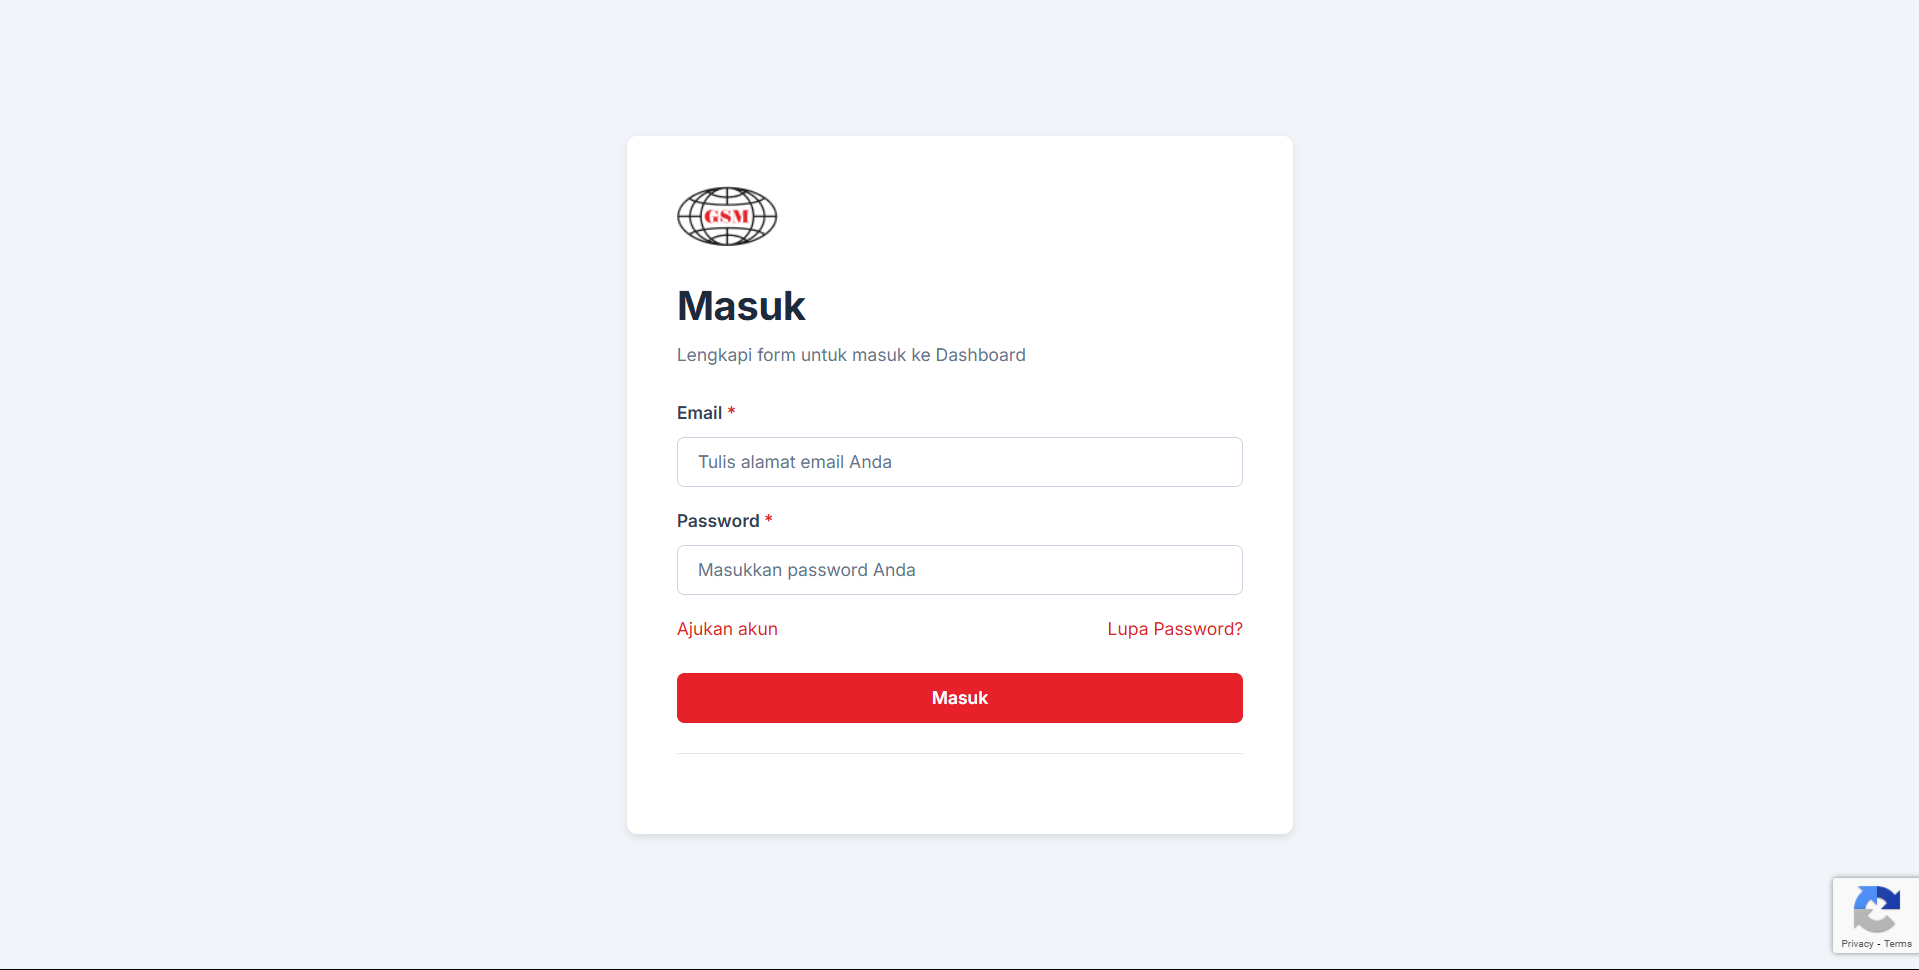 GSM
Masuk
Lengkapi form untuk masuk ke Dashboard
Email *
Tulis alamat email Anda
Password *
Masukkan password Anda
Ajukan akun
Lupa Password?
Masuk
Privacy - Terms